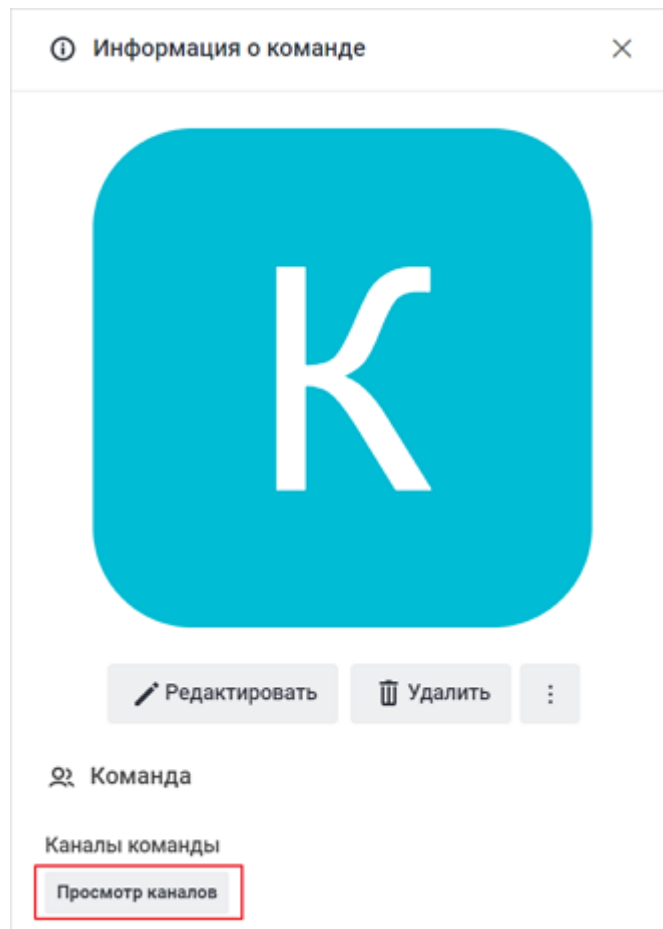 Информация о команде
К
Редактировать Удалить
Команда
Каналы команды
Просмотр каналов